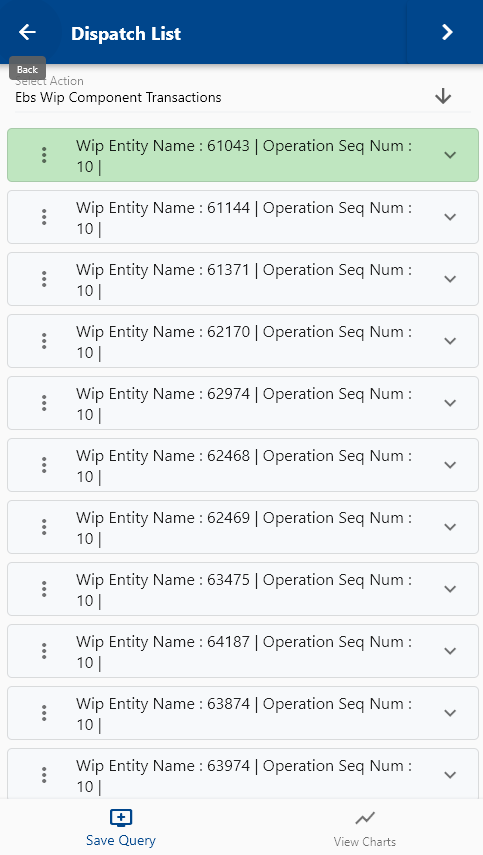 Dispatch List
Back
Select Action
Ebs Wip Component Transactions
Wip Entity Name : 61043 | Operation Seq Num :
10 |
Wip Entity Name : 61144 | Operation Seq Num :
10 |
Wip Entity Name : 61371 | Operation Seq Num :
10 |
Wip Entity Name : 62170 | Operation Seq Num :
10 |
Wip Entity Name : 62974 | Operation Seq Num :
10 |
Wip Entity Name : 62468 | Operation Seq Num :
10 |
Wip Entity Name : 62469 | Operation Seq Num :
10 |
Wip Entity Name : 63475 | Operation Seq Num :
10 |
Wip Entity Name : 64187 | Operation Seq Num :
10 |
Wip Entity Name : 63874 | Operation Seq Num :
10 |
Wip Entity Name : 63974 | Operation Seq Num :
10 |
Save Query
View Charts